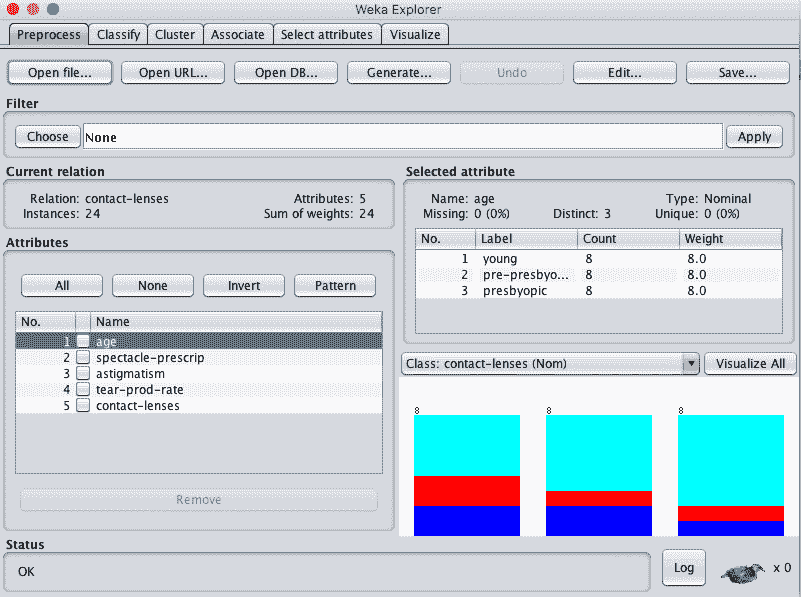 Weka Explorer
Preprocess Classify Cluster Associate Select attributes Visualize
Open file... Open URL... Open DB... Generate... Undo Edit... Save...
Filter
Choose None Apply
Current relation
Relation: contact-lenses Attributes: 5
Instances: 24 Sum of weights: 24
Selected attribute
Name: age Type: Nominal
Missing: 0 (0%) Distinct: 3 Unique: 0 (0%)
No. Label Count Weight
1 young 8 8.0
2 pre-presbyo... 8 8.0
3 presbyopic 8 8.0
Attributes
All None Invert Pattern
No. Name
1 age
2 spectacle-prescrip
3 astigmatism
4 tear-prod-rate
5 contact-lenses
Remove
Class: contact-lenses (Nom) Visualize All
8 8 8
Status
OK
Log x 0